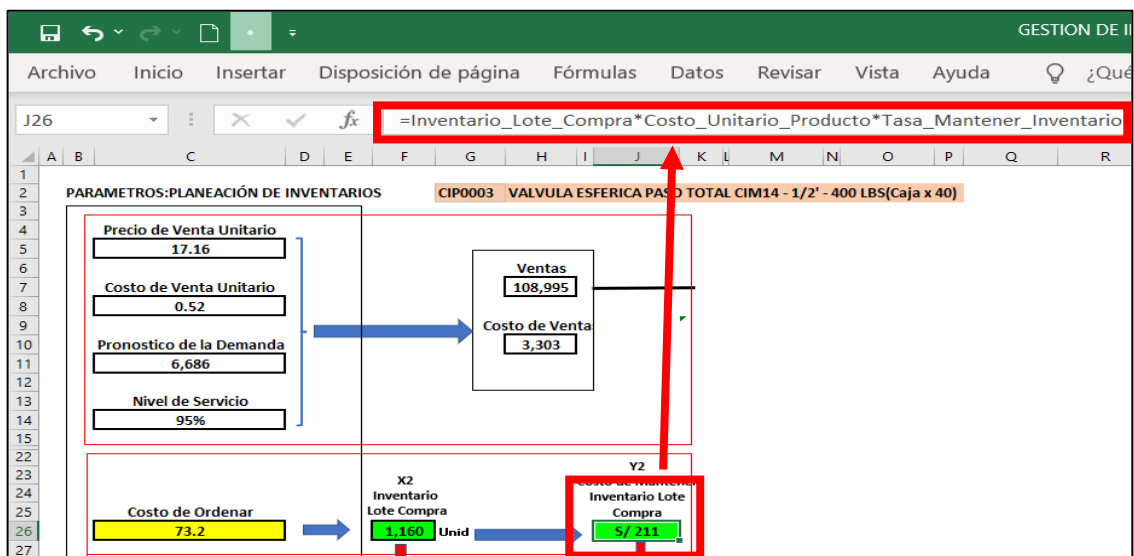 GESTION DE II
Archivo Inicio Insertar Disposición de página Fórmulas Datos Revisar Vista Ayuda ¿Qué
J26 fx =Inventario_Lote_Compra*Costo_Unitario_Producto*Tasa_Mantener_Inventario
A B C D E F G H I J K L M N O P Q R
1
2 PARAMETROS:PLANEACIÓN DE INVENTARIOS CIP0003 VALVULA ESFERICA PASO TOTAL CIM14 - 1/2' - 400 LBS(Caja x 40)
3
4 Precio de Venta Unitario
5 17.16
6 Ventas
7 Costo de Venta Unitario 108,995
8 0.52
9 Costo de Venta
10 Pronostico de la Demanda 3,303
11 6,686
12
13 Nivel de Servicio
14 95%
15
22
23 X2 Y2
24 Inventario Costo de Mantener Inventario Lote
25 Costo de Ordenar Lote Compra Compra
26 73.2 1,160 Unid S/ 211
27